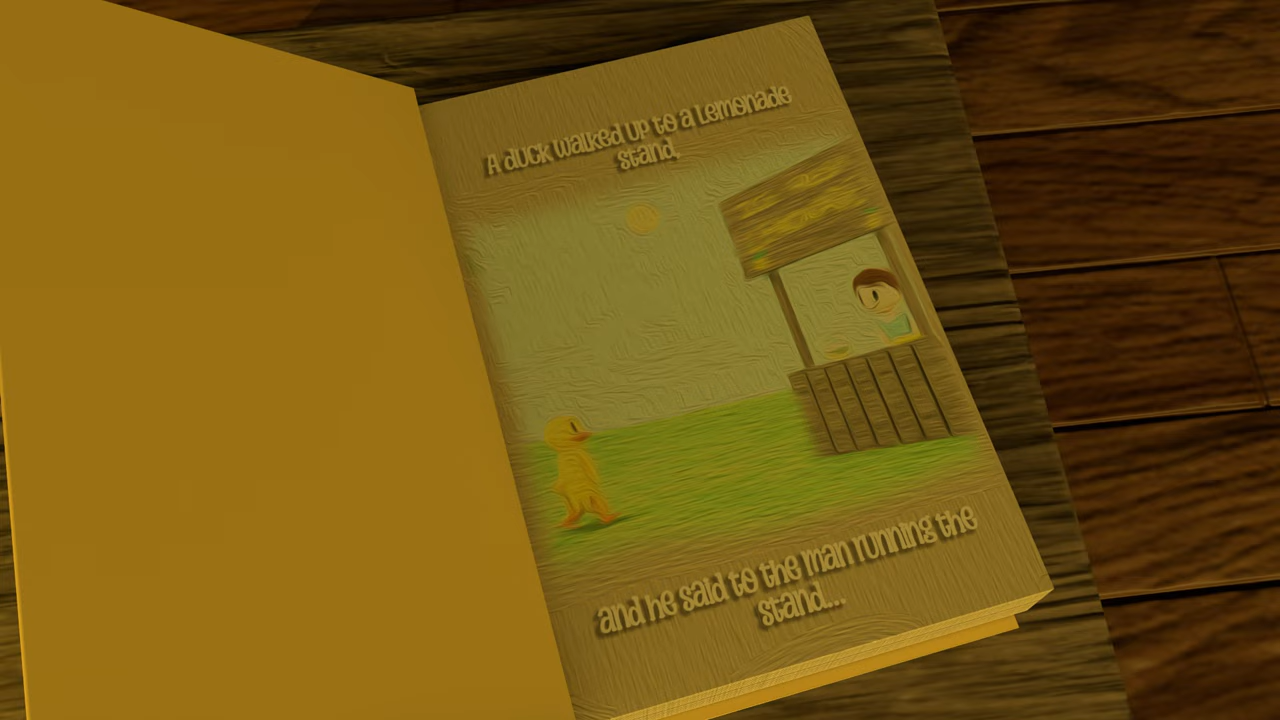 A duck walked up to a Lemonade
stand,
and he said to the man running the
stand...